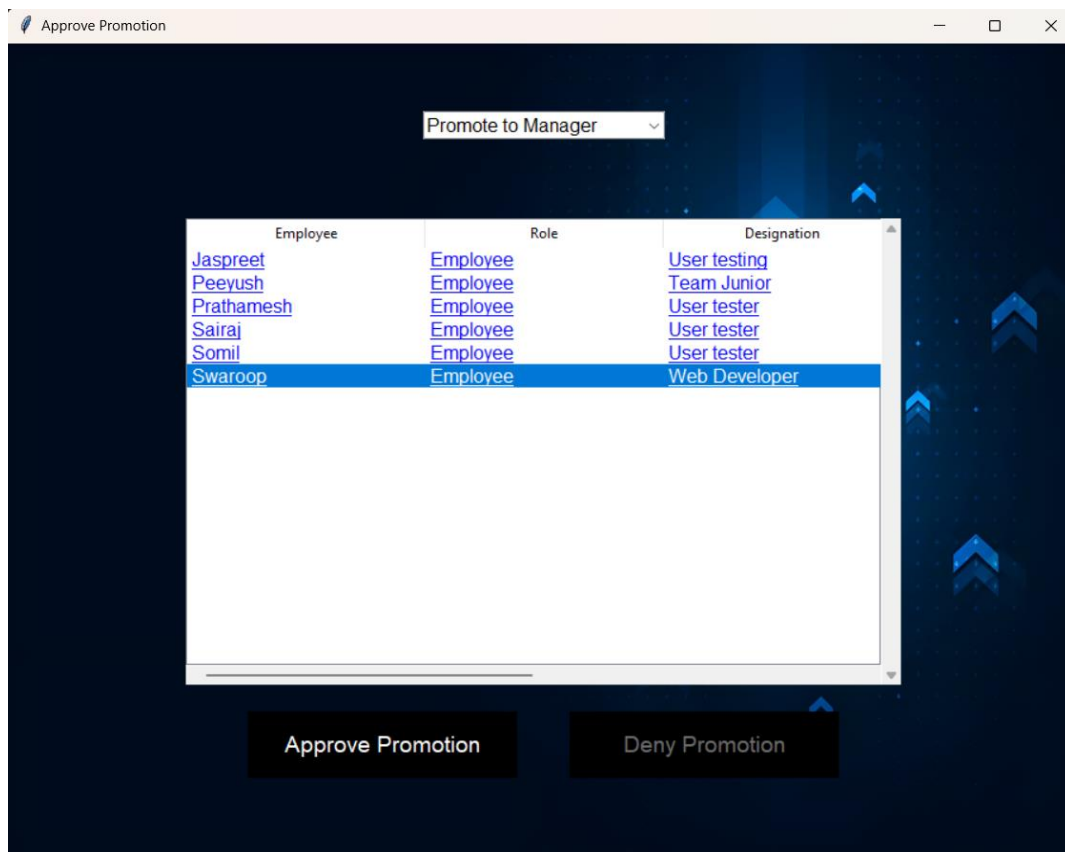 Approve Promotion
Promote to Manager
Employee Role Designation
Jaspreet Employee User testing
Peeyush Employee Team Junior
Prathamesh Employee User tester
Sairaj Employee User tester
Somil Employee User tester
Swaroop Employee Web Developer
Approve Promotion Deny Promotion